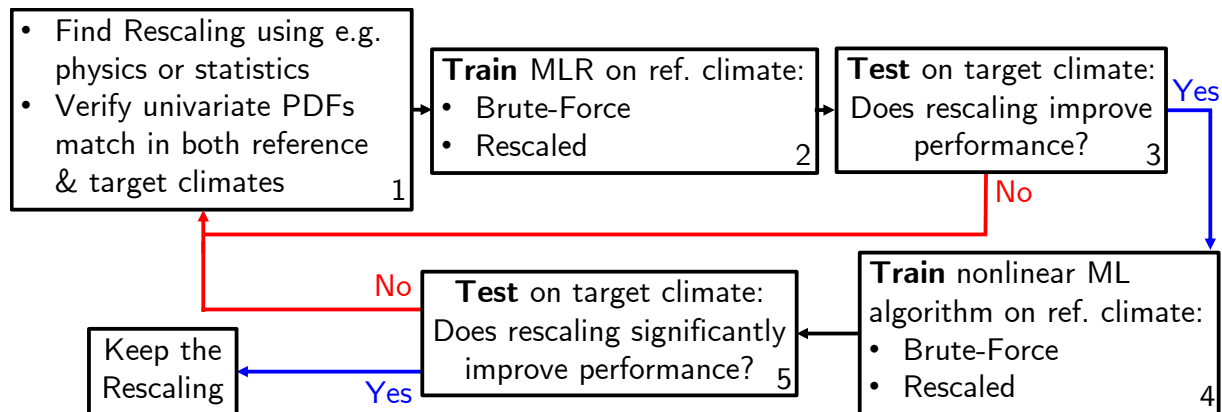 • Find Rescaling using e.g.
physics or statistics
• Verify univariate PDFs
match in both reference
& target climates
1
Train MLR on ref. climate:
• Brute-Force
• Rescaled
2
Test on target climate:
Does rescaling improve
performance?
3
Yes
No
Train nonlinear ML
algorithm on ref. climate:
• Brute-Force
• Rescaled
4
Test on target climate:
Does rescaling significantly
improve performance?
5
No
Yes
Keep the
Rescaling